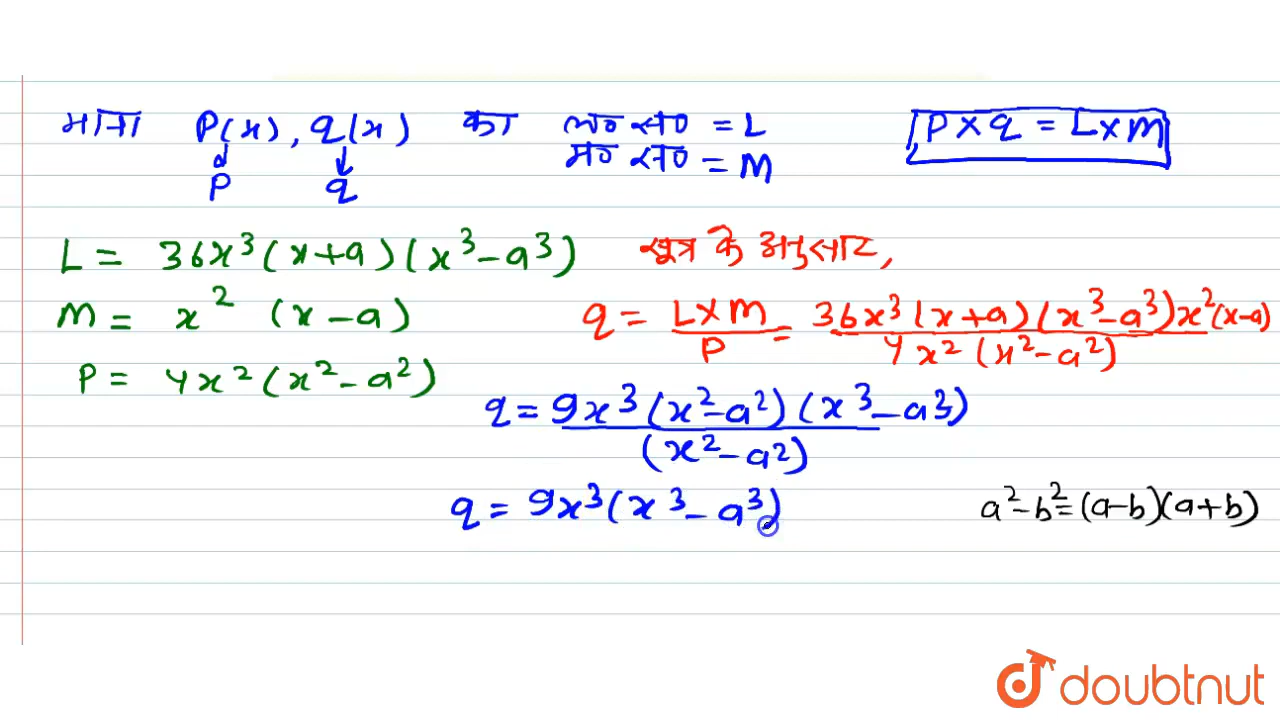 माना P(x), q(x) का ल० स० = L
म० स० = M
P × q = L × M
P q
L = 36x³(x+a)(x³-a³)
M = x² (x-a)
P = 4x²(x²-a²)
सूत्र के अनुसार,
q = L×M/P = 36x³(x+a)(x³-a³)x²(x-a)/4x²(x²-a²)
q = 9x³(x²-a²)(x³-a³)/(x²-a²)
q = 9x³(x³-a³)
a²-b²=(a-b)(a+b)
doubtnut